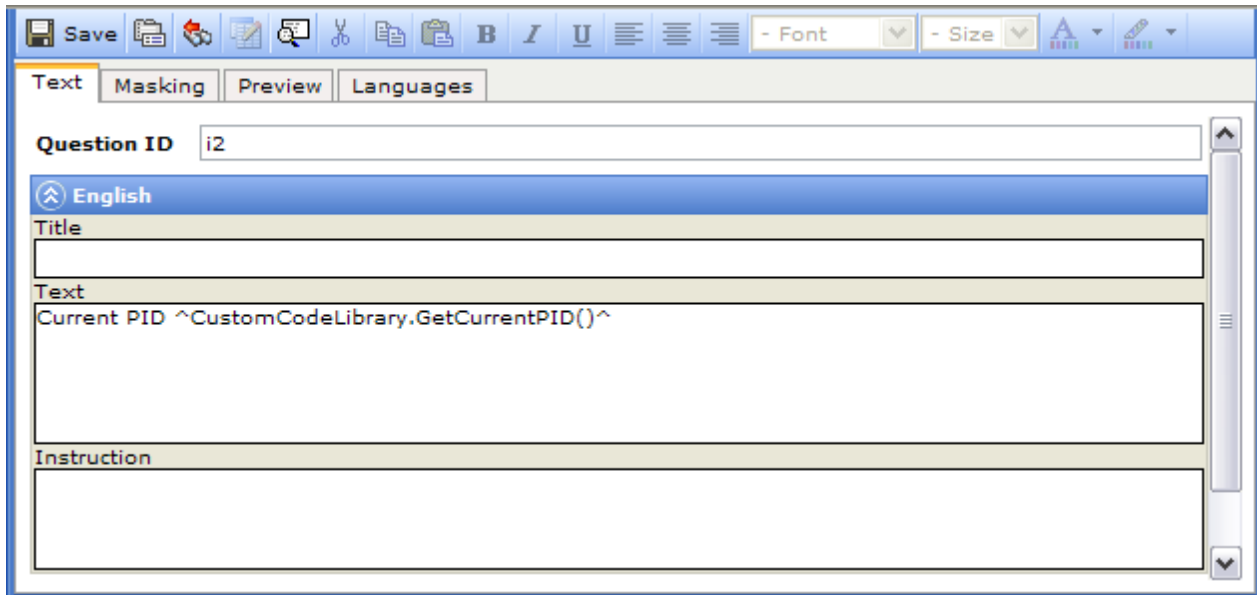 Save B I U - Font - Size A
Text Masking Preview Languages
Question ID i2
English
Title
Text
Current PID ^CustomCodeLibrary.GetCurrentPID()^
Instruction